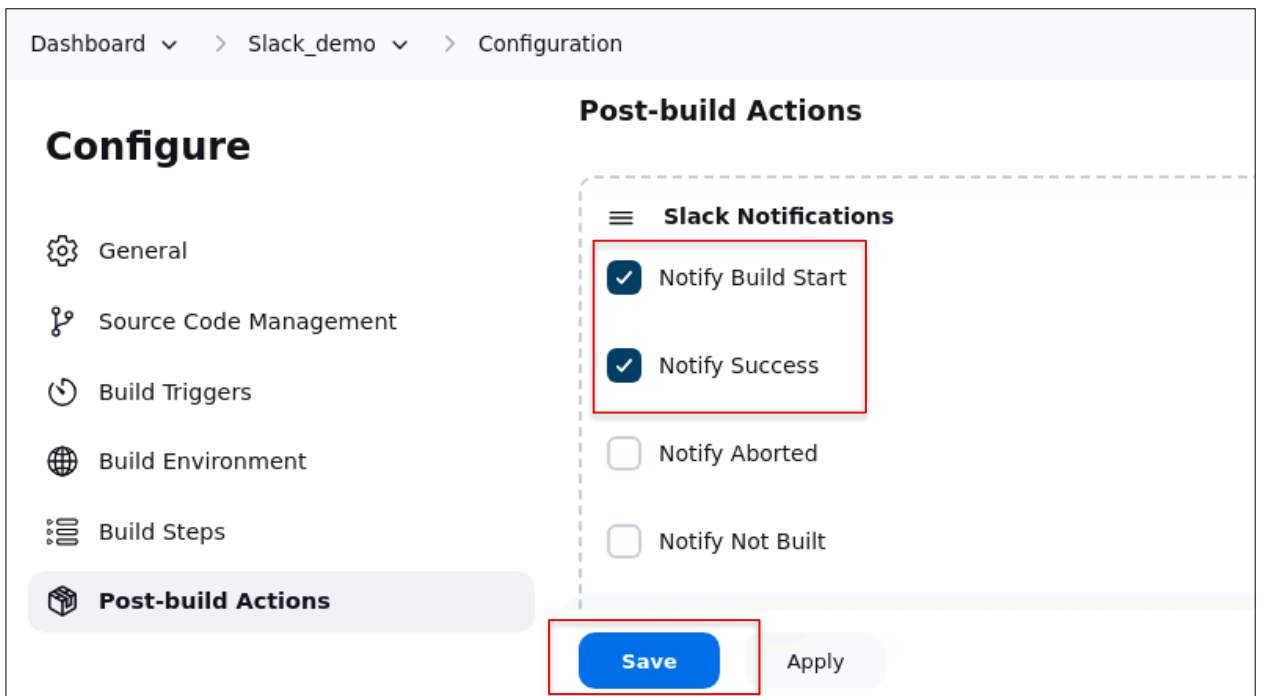 Dashboard > Slack_demo > Configuration
Configure
General
Source Code Management
Build Triggers
Build Environment
Build Steps
Post-build Actions
Post-build Actions
Slack Notifications
Notify Build Start
Notify Success
Notify Aborted
Notify Not Built
Save Apply